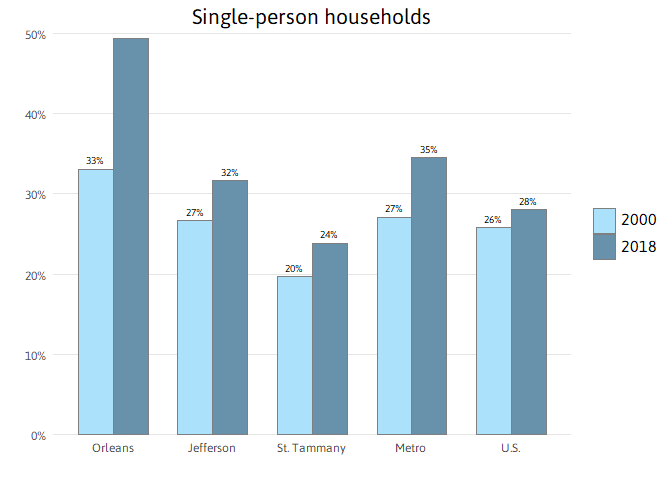 Single-person households
50%
40%
30%
20%
10%
0%
33%
27%
32%
20%
24%
27%
35%
26%
28%
Orleans
Jefferson
St. Tammany
Metro
U.S.
2000
2018